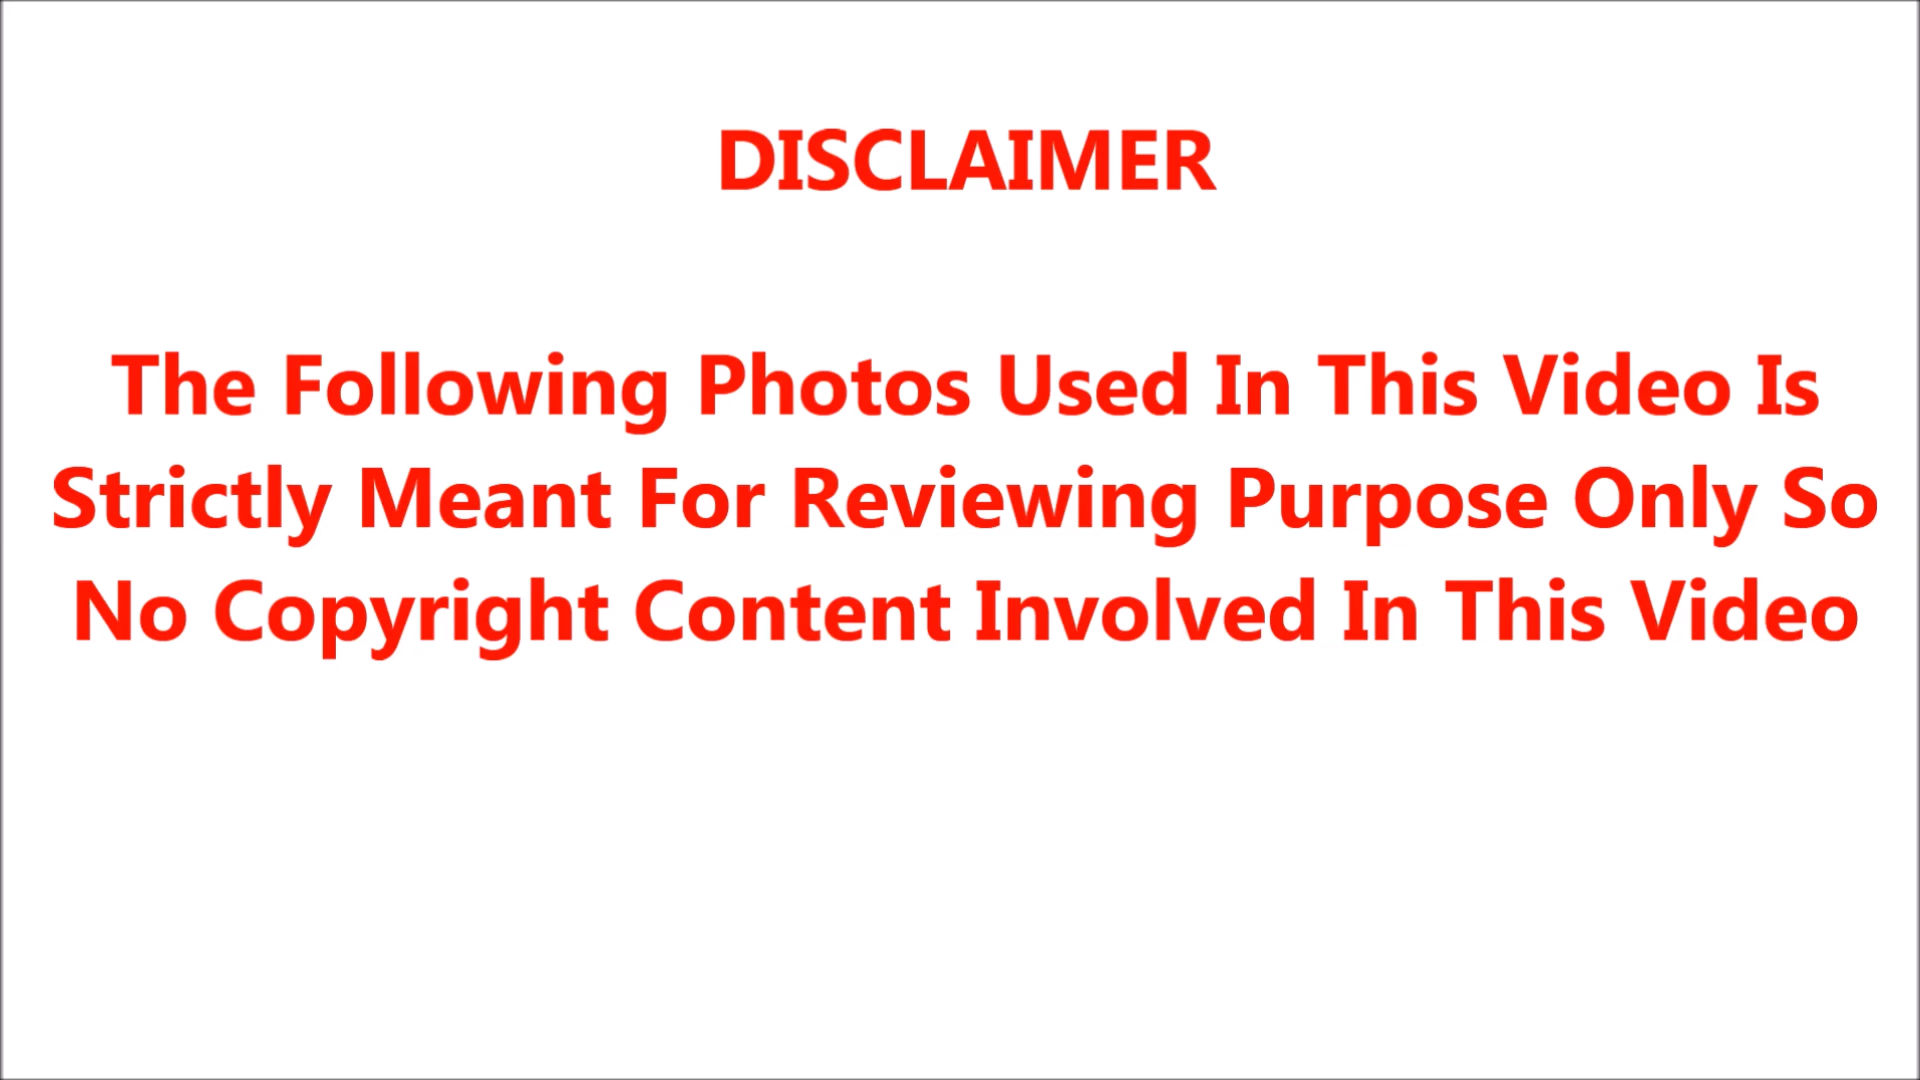 DISCLAIMER
The Following Photos Used In This Video Is
Strictly Meant For Reviewing Purpose Only So
No Copyright Content Involved In This Video